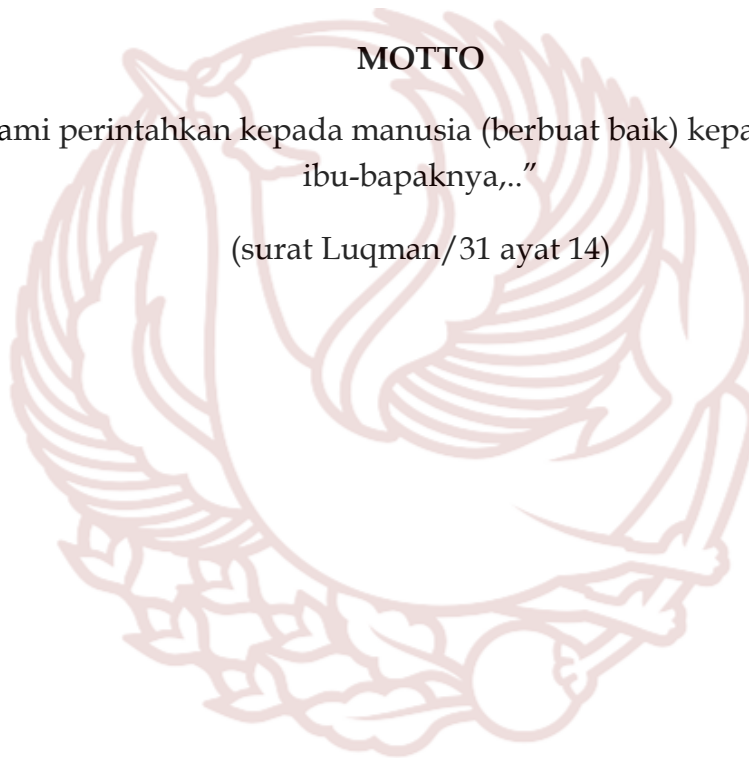 MOTTO
ami perintahkan kepada manusia (berbuat baik) kepa
ibu-bapaknya,..”
(surat Luqman/31 ayat 14)